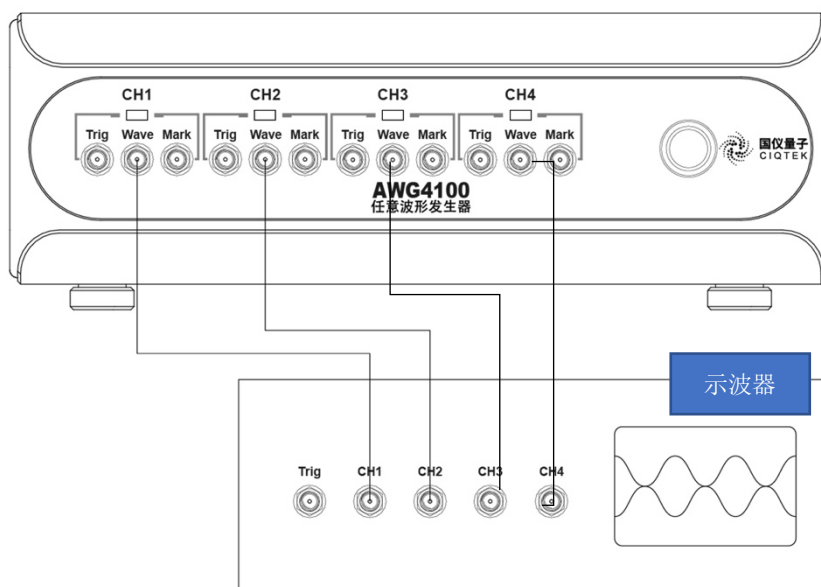 CH1 CH2 CH3 CH4
Trig Wave Mark Trig Wave Mark Trig Wave Mark Trig Wave Mark
国仪量子
CIQTEK
AWG4100
任意波形发生器
示波器
Trig CH1 CH2 CH3 CH4